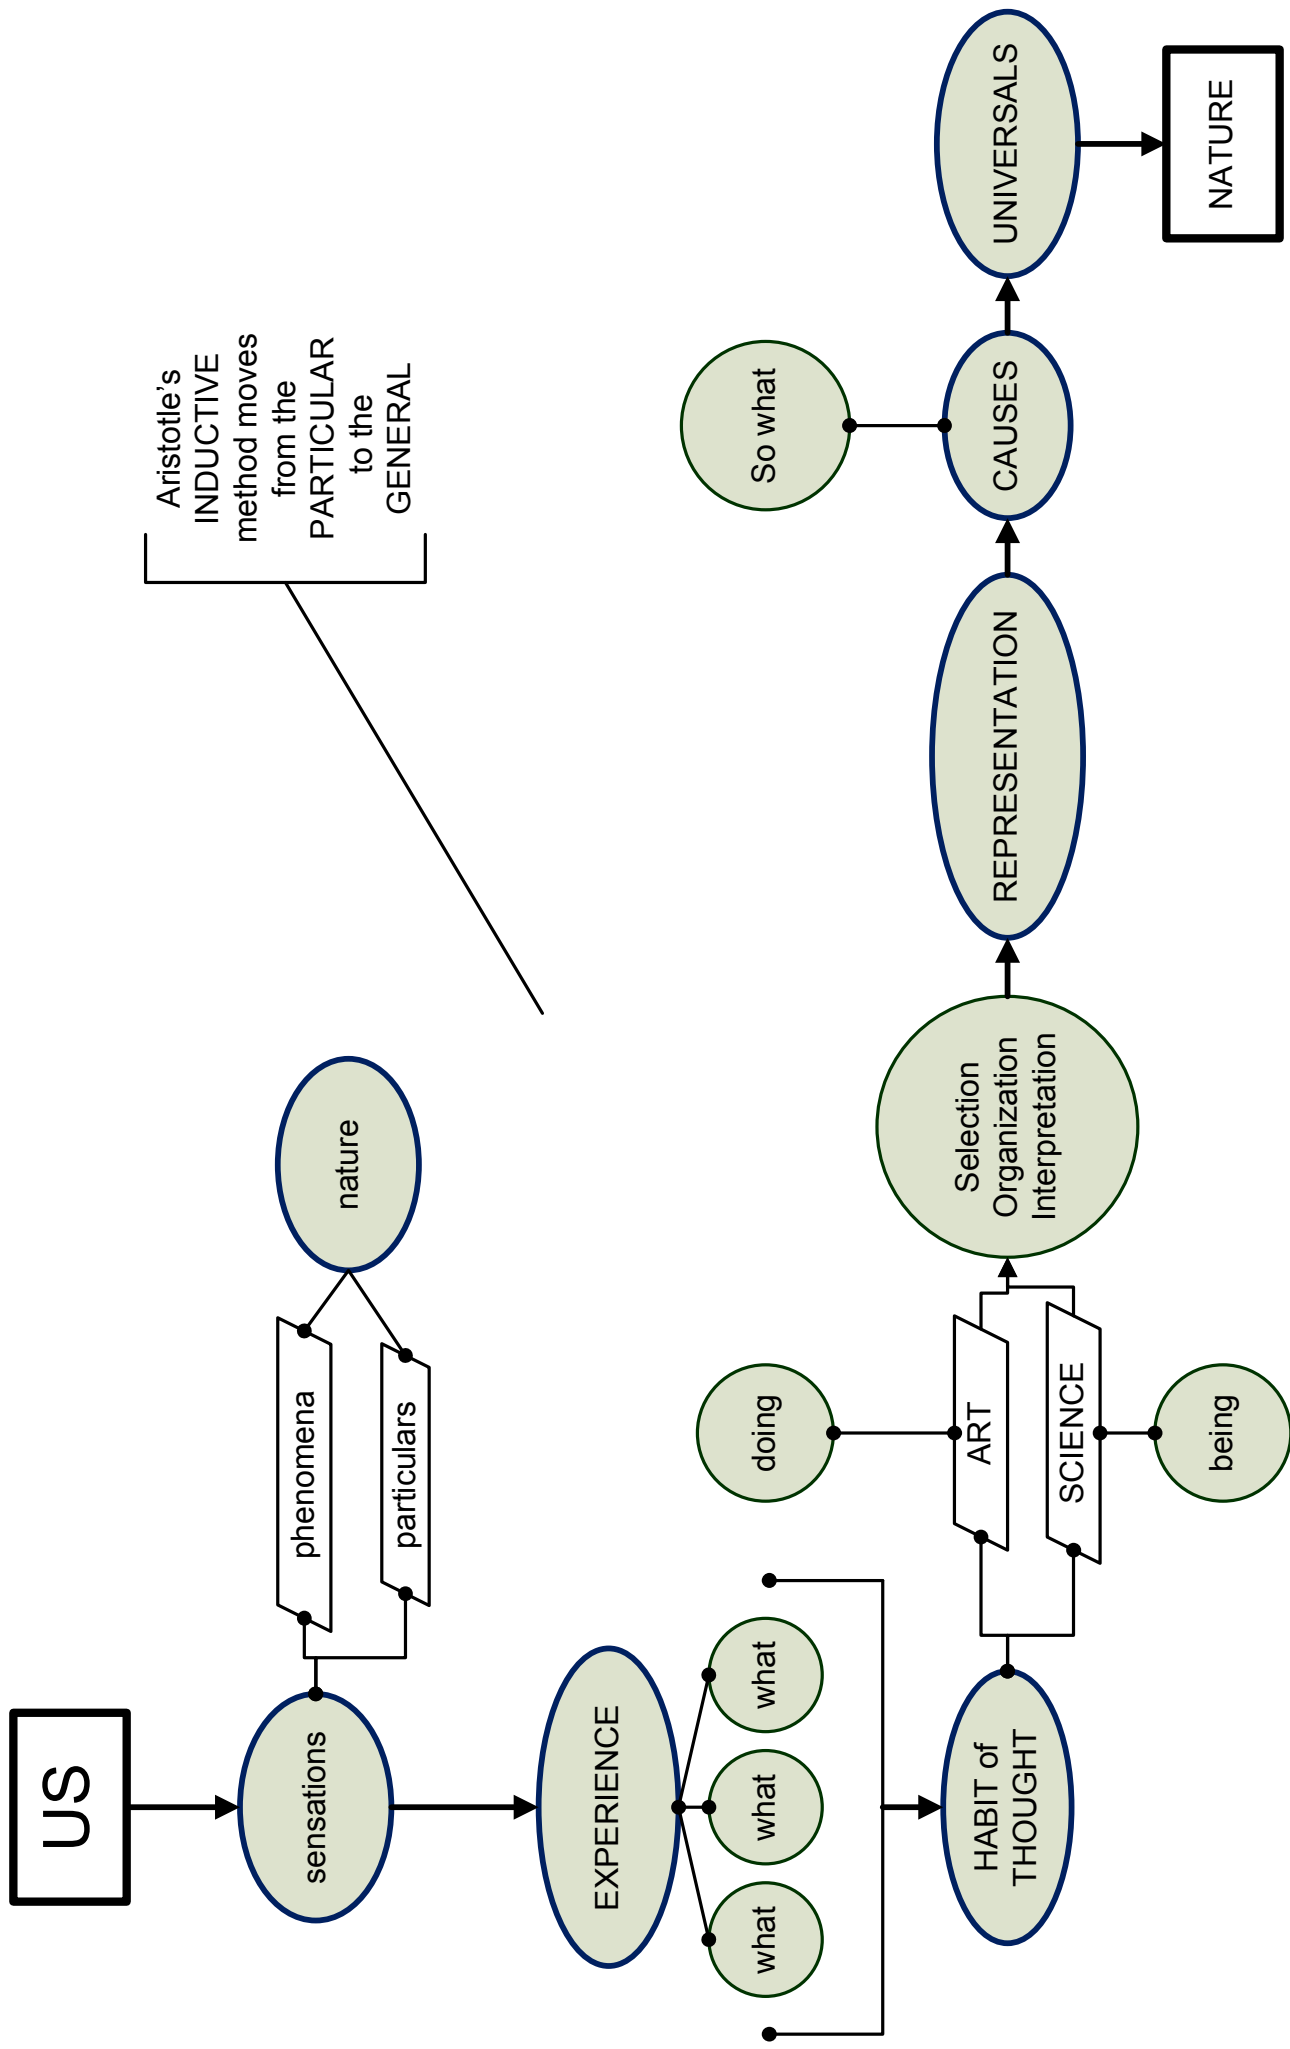 US
sensations
phenomena
particulars
nature
Aristotle's
INDUCTIVE
method moves
from the
PARTICULAR
to the
GENERAL
EXPERIENCE
what
what
what
HABIT of
THOUGHT
doing
ART
SCIENCE
being
Selection
Organization
Interpretation
REPRESENTATION
So what
CAUSES
UNIVERSALS
NATURE